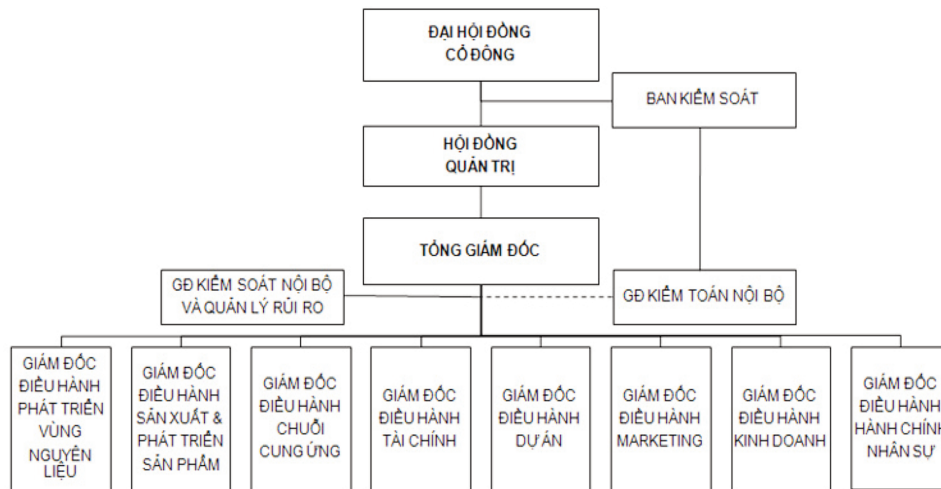 ĐẠI HỘI ĐỒNG
CỔ ĐÔNG
BAN KIỂM SOÁT
HỘI ĐỒNG
QUẢN TRỊ
TỔNG GIÁM ĐỐC
GĐ KIỂM SOÁT NỘI BỘ
VÀ QUẢN LÝ RỦI RO
GĐ KIỂM TOÁN NỘI BỘ
GIÁM ĐỐC
ĐIỀU HÀNH
PHÁT TRIỂN
VÙNG
NGUYÊN
LIỆU
GIÁM ĐỐC
ĐIỀU HÀNH
SẢN XUẤT &
PHÁT TRIỂN
SẢN PHẨM
GIÁM ĐỐC
ĐIỀU HÀNH
CHUỖI
CUNG ỨNG
GIÁM ĐỐC
ĐIỀU HÀNH
TÀI CHÍNH
GIÁM ĐỐC
ĐIỀU HÀNH
DỰ ÁN
GIÁM ĐỐC
ĐIỀU HÀNH
MARKETING
GIÁM ĐỐC
ĐIỀU HÀNH
KINH DOANH
GIÁM ĐỐC
ĐIỀU HÀNH
HÀNH CHÍNH
NHÂN SỰ